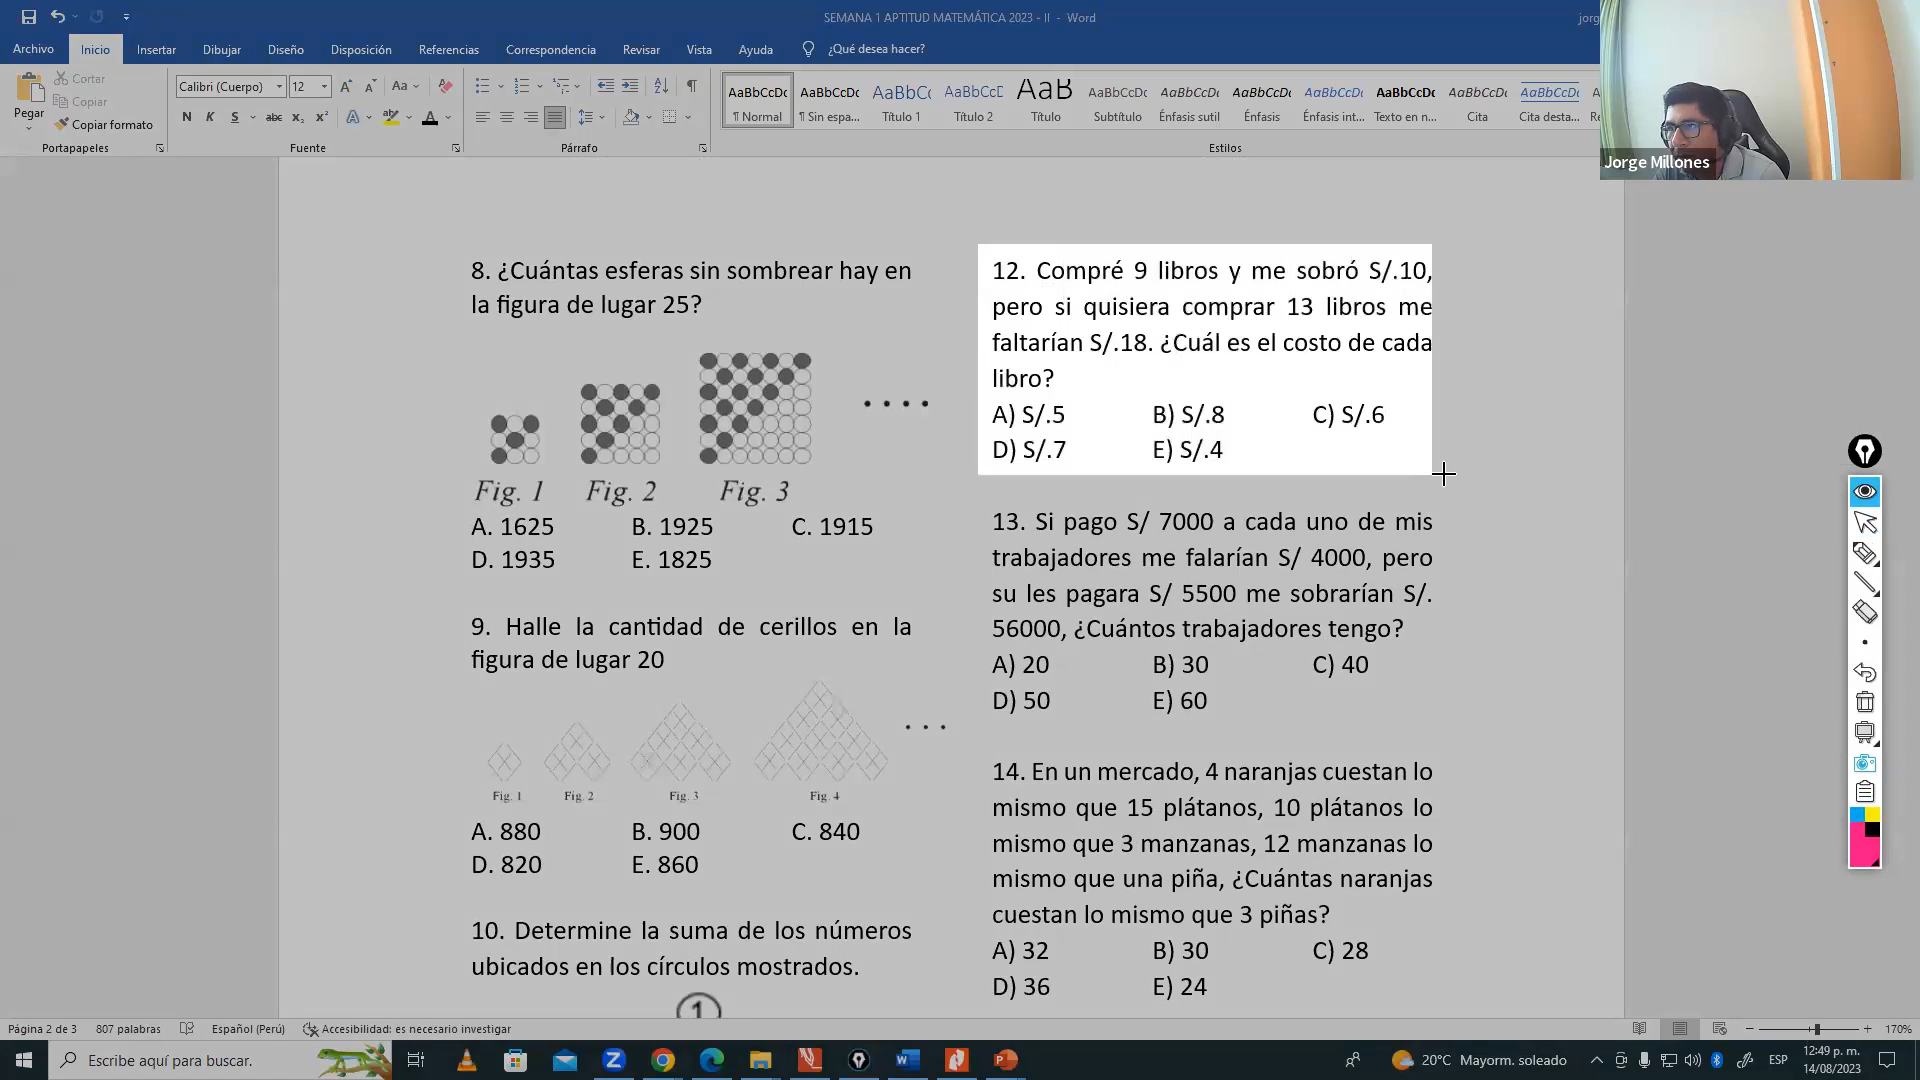 SEMANA 1 APTITUD MATEMÁTICA 2023 - II - Word
Archivo Inicio Insertar Dibujar Diseño Disposición Referencias Correspondencia Revisar Vista Ayuda ¿Qué desea hacer?
Pegar
Cortar
Copiar
Copiar formato
Portapapeles
Calibri (Cuerpo) 12
Fuente
Párrafo
AaBbCcDc AaBbCcDc AaBbC( AaBbCcE AaB AaBbCcDc AaBbCcDc AaBbCcDc AaBbCcDc AaBbCcDc AaBbCcDc AaBbCcDc
¶ Normal ¶ Sin espa... Título 1 Título 2 Título Subtítulo Énfasis sutil Énfasis Énfasis int... Texto en n... Cita Cita desta...
Estilos
Jorge Millones
8. ¿Cuántas esferas sin sombrear hay en
la figura de lugar 25?
Fig. 1 Fig. 2 Fig. 3
A. 1625 B. 1925 C. 1915
D. 1935 E. 1825
9. Halle la cantidad de cerillos en la
figura de lugar 20
Fig. 1 Fig. 2 Fig. 3 Fig. 4
A. 880 B. 900 C. 840
D. 820 E. 860
10. Determine la suma de los números
ubicados en los círculos mostrados.
1
12. Compré 9 libros y me sobró S/.10,
pero si quisiera comprar 13 libros me
faltarían S/.18. ¿Cuál es el costo de cada
libro?
A) S/.5 B) S/.8 C) S/.6
D) S/.7 E) S/.4
13. Si pago S/ 7000 a cada uno de mis
trabajadores me falarían S/ 4000, pero
su les pagara S/ 5500 me sobrarían S/.
56000, ¿Cuántos trabajadores tengo?
A) 20 B) 30 C) 40
D) 50 E) 60
14. En un mercado, 4 naranjas cuestan lo
mismo que 15 plátanos, 10 plátanos lo
mismo que 3 manzanas, 12 manzanas lo
mismo que una piña, ¿Cuántas naranjas
cuestan lo mismo que 3 piñas?
A) 32 B) 30 C) 28
D) 36 E) 24
Página 2 de 3 807 palabras Español (Perú) Accesibilidad: es necesario investigar 170%
Escribe aquí para buscar.
20°C Mayorm. soleado
ESP
12:49 p. m.
14/08/2023